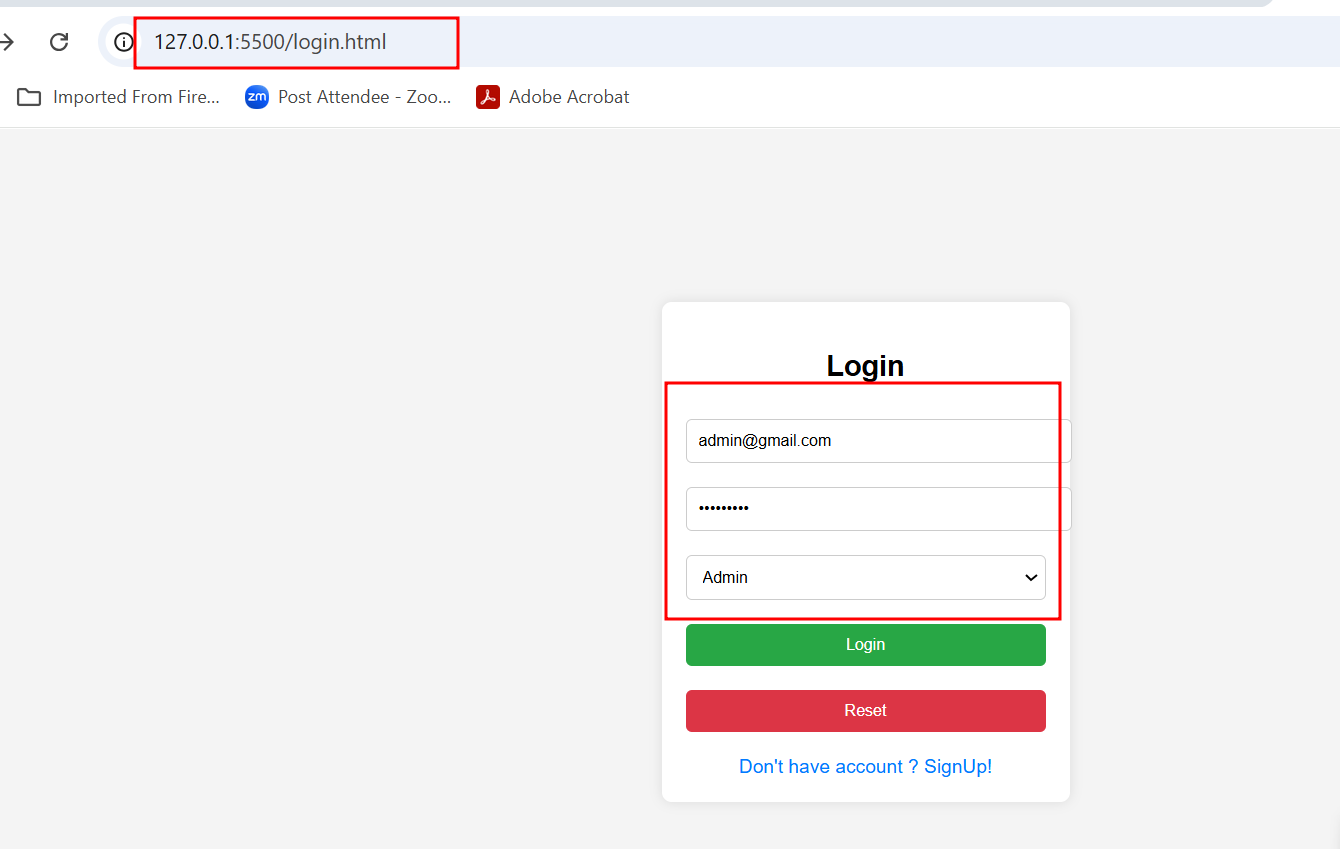 127.0.0.1:5500/login.html
Imported From Fire... zm Post Attendee - Zoo... Adobe Acrobat
Login
admin@gmail.com
•••••••••
Admin
Login
Reset
Don't have account ? SignUp!